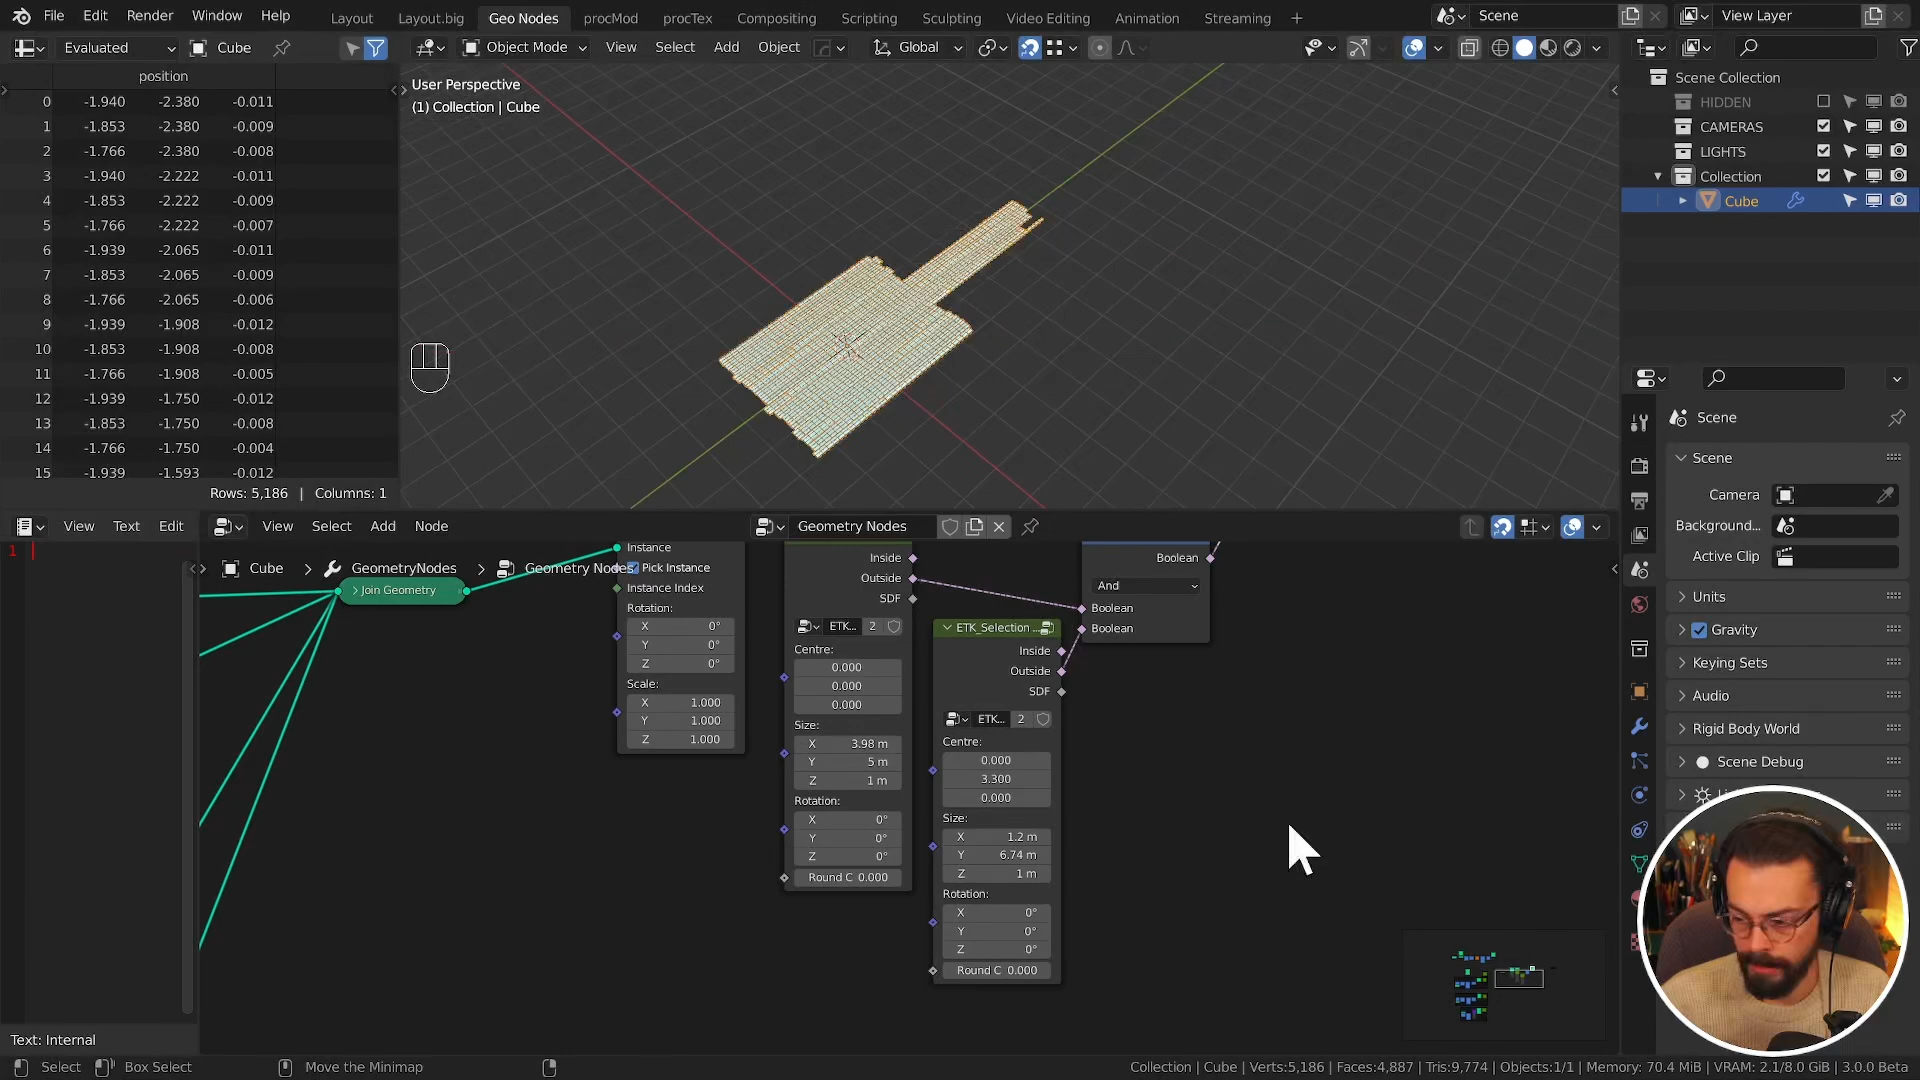 File Edit Render Window Help Layout Layout.big Geo Nodes procMod procTex Compositing Scripting Sculpting Video Editing Animation Streaming + Scene View Layer
Evaluated Cube Object Mode View Select Add Object Global
position
0 -1.940 -2.380 -0.011
1 -1.853 -2.380 -0.009
2 -1.766 -2.380 -0.008
3 -1.940 -2.222 -0.011
4 -1.853 -2.222 -0.009
5 -1.766 -2.222 -0.007
6 -1.939 -2.065 -0.011
7 -1.853 -2.065 -0.009
8 -1.766 -2.065 -0.006
9 -1.939 -1.908 -0.012
10 -1.853 -1.908 -0.008
11 -1.766 -1.908 -0.005
12 -1.939 -1.750 -0.012
13 -1.853 -1.750 -0.008
14 -1.766 -1.750 -0.004
15 -1.939 -1.593 -0.012
Rows: 5,186 | Columns: 1
User Perspective
(1) Collection | Cube
Scene Collection
HIDDEN
CAMERAS
LIGHTS
Collection
Cube
Scene
Scene
Camera
Background...
Active Clip
Units
Gravity
Keying Sets
Audio
Rigid Body World
Scene Debug
View Text Edit
1
Text: Internal
View Select Add Node Geometry Nodes
Cube > GeometryNodes > Geometry Nodes
Join Geometry
Instance
Pick Instance
Instance Index
Rotation:
X 0°
Y 0°
Z 0°
Scale:
X 1.000
Y 1.000
Z 1.000
Inside
Outside
SDF
ETK... 2
Centre:
0.000
0.000
0.000
Size:
X 3.98 m
Y 5 m
Z 1 m
Rotation:
X 0°
Y 0°
Z 0°
Round C 0.000
ETK_Selection ...
Inside
Outside
SDF
ETK... 2
Centre:
0.000
3.300
0.000
Size:
X 1.2 m
Y 6.74 m
Z 1 m
Rotation:
X 0°
Y 0°
Z 0°
Round C 0.000
Boolean
And
Boolean
Boolean
Select Box Select Move the Minimap
Collection | Cube | Verts:5,186 | Faces:4,887 | Tris:9,774 | Objects:1/1 | Memory: 70.4 MiB | VRAM: 2.1/8.0 GiB | 3.0.0 Beta